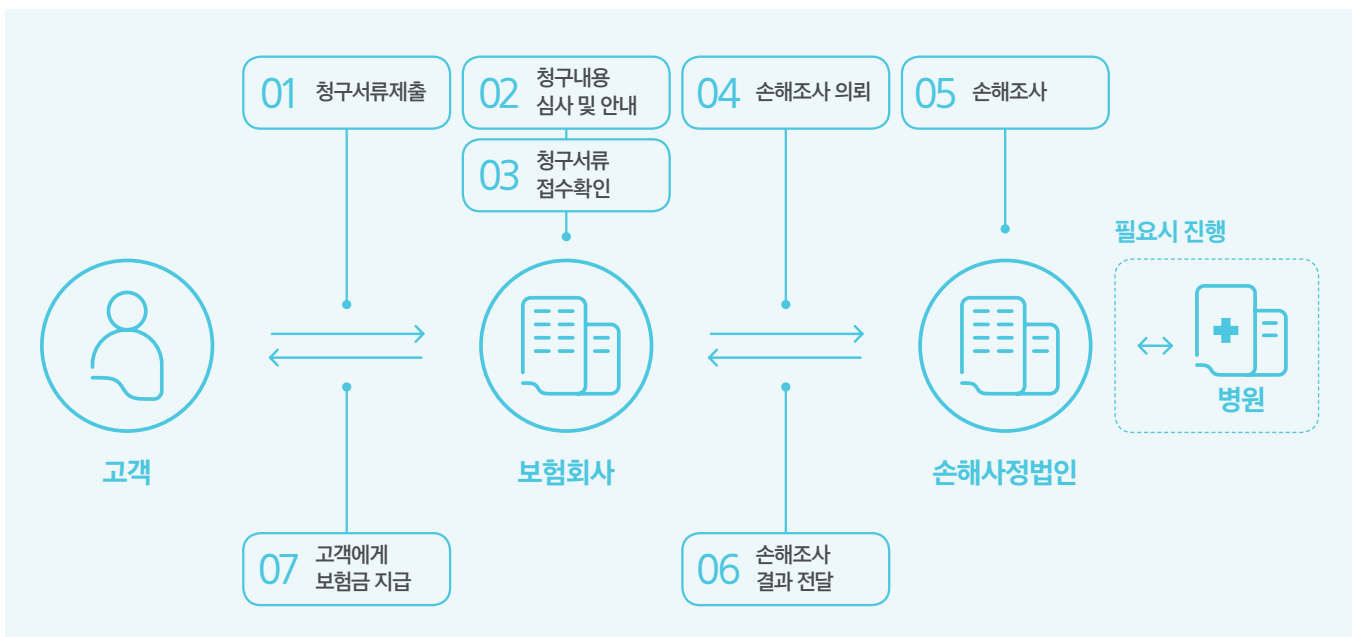 01 청구서류제출
02 청구내용
심사 및 안내
03 청구서류
접수확인
04 손해조사 의뢰
05 손해조사
필요시 진행
병원
고객
보험회사
손해사정법인
07 고객에게
보험금 지급
06 손해조사
결과 전달